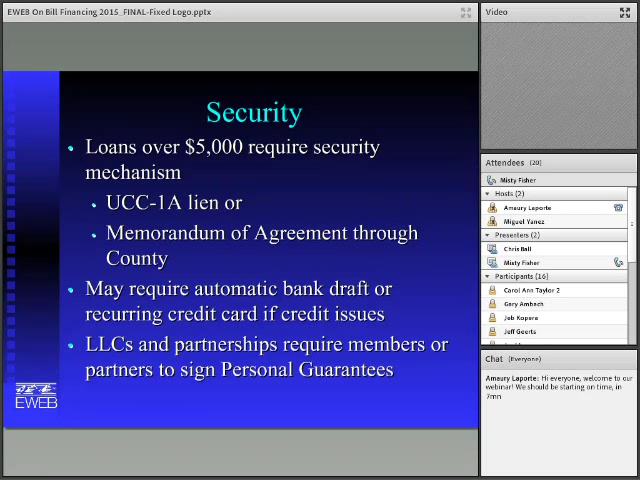 EWEB On Bill Financing 2015_FINAL-Fixed Logo.pptx
Security
Loans over $5,000 require security
mechanism
UCC-1A lien or
Memorandum of Agreement through
County
May require automatic bank draft or
recurring credit card if credit issues
LLCs and partnerships require members or
partners to sign Personal Guarantees
EWEB
Video
Attendees (20)
Misty Fisher
Hosts (2)
Amaury Laporte
Miguel Yanez
Presenters (2)
Chris Ball
Misty Fisher
Participants (16)
Carol Ann Taylor 2
Gary Ambach
Jeb Kopera
Jeff Geerts
Chat (Everyone)
Amaury Laporte: Hi everyone, welcome to our
webinar! We should be starting on time, in
7mn